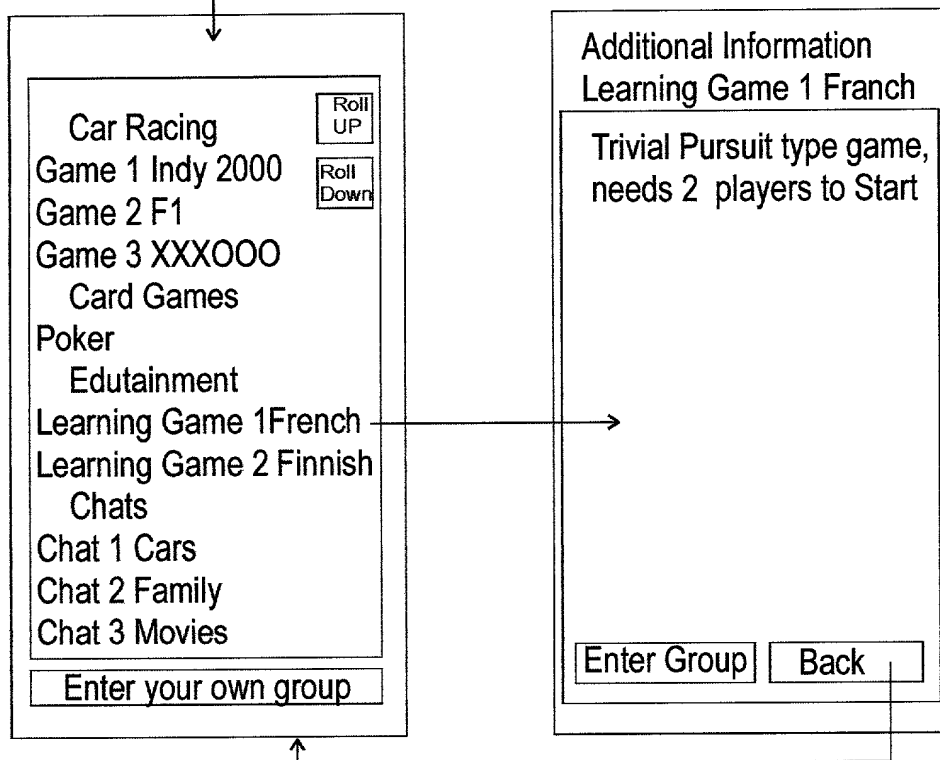 Roll
UP
Car Racing
Game 1 Indy 2000
Roll
Down
Game 2 F1
Game 3 XXXOOO
Card Games
Poker
Edutainment
Learning Game 1French
Learning Game 2 Finnish
Chats
Chat 1 Cars
Chat 2 Family
Chat 3 Movies
Enter your own group
Additional Information
Learning Game 1 Franch
Trivial Pursuit type game,
needs 2 players to Start
Enter Group
Back